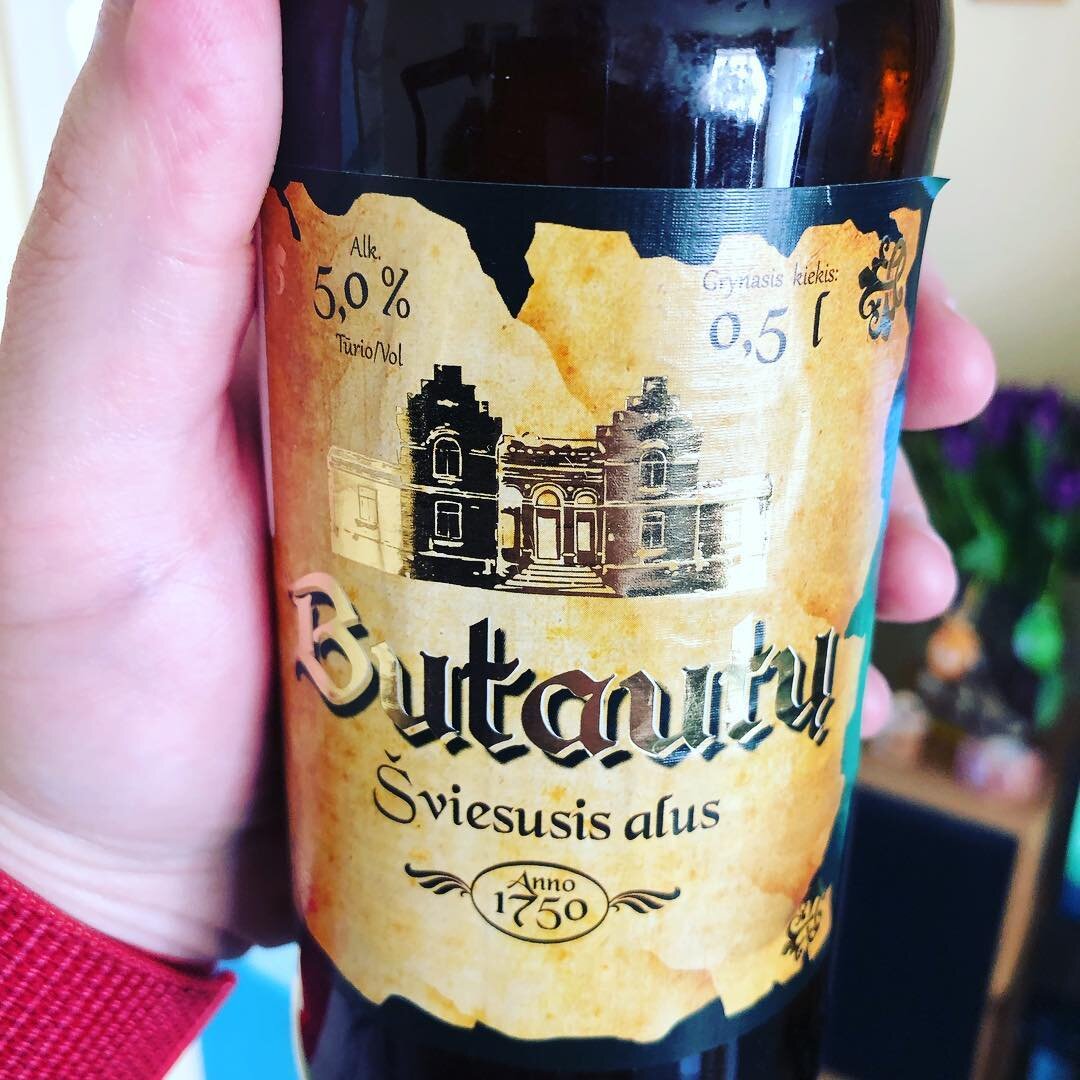 Alk.
5,0 %
Tūrio/Vol
Grynasis kiekis:
0,5 l
Butautų
Šviesusis alus
Anno
1750